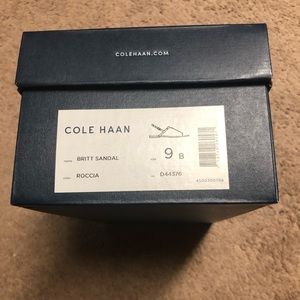 COLEHAAN.COM
COLE HAAN
BRITT SANDAL
9 B
ROCCIA
D44376